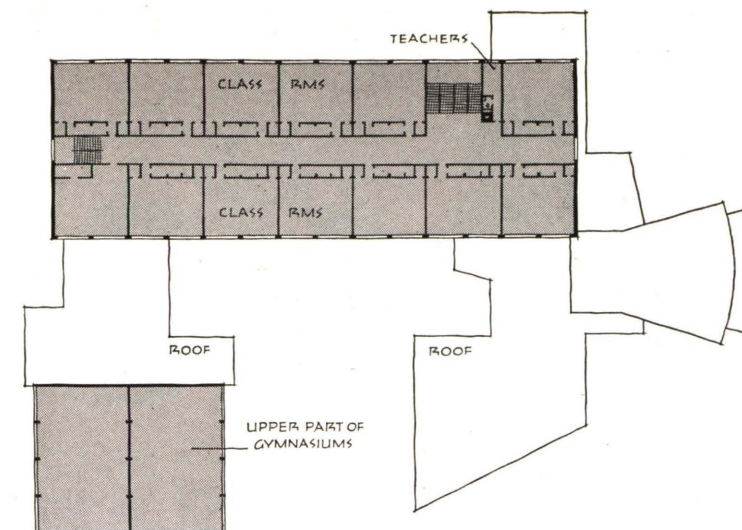 TEACHERS
CLASS RMS
CLASS RMS
ROOF
ROOF
UPPER PART OF
GYMNASIUMS